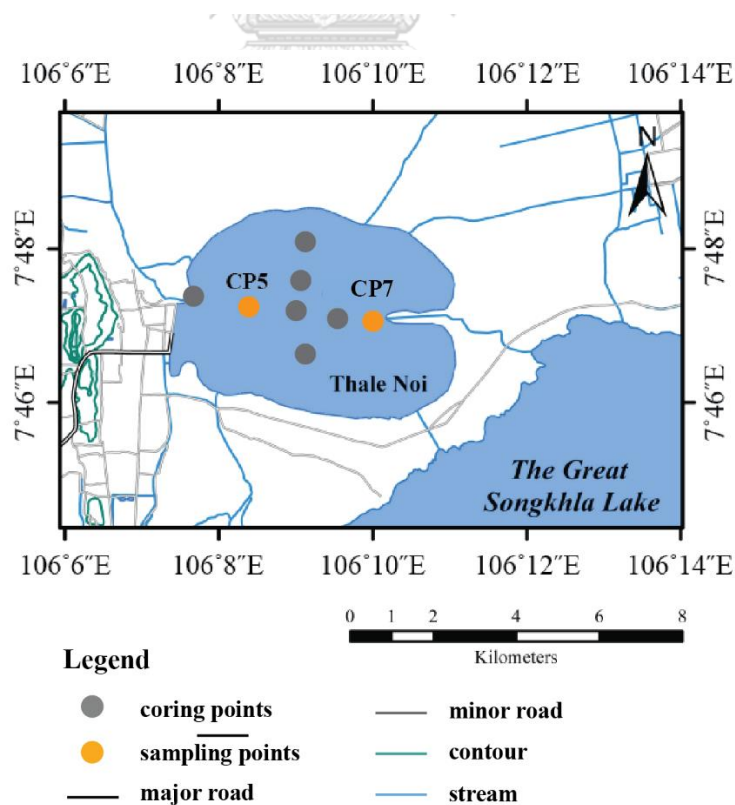 106°6″E 106°8″E 106°10″E 106°12″E 106°14″E
N
7°48″E 7°48″E
CP5 CP7
Thale Noi
7°46″E 7°46″E
The Great
Songkhla Lake
106°6″E 106°8″E 106°10″E 106°12″E 106°14″E
0 1 2 4 6 8
Kilometers
Legend
coring points
sampling points
major road
minor road
contour
stream